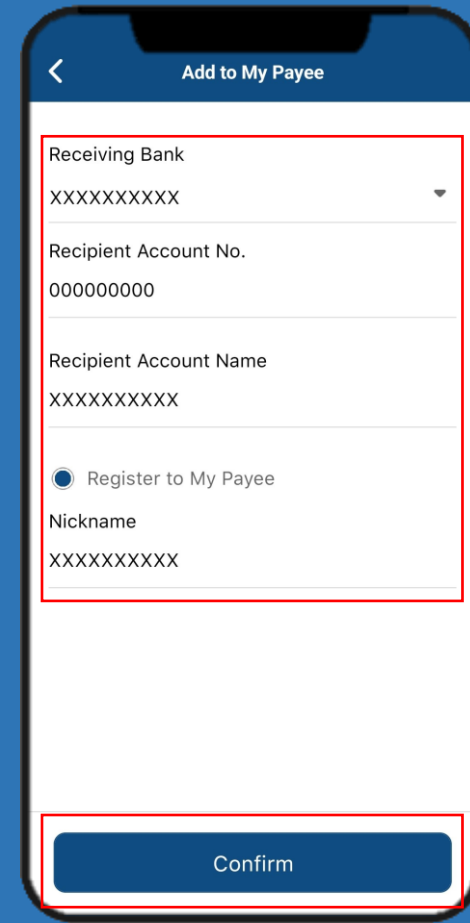 Add to My Payee
Receiving Bank
XXXXXXXXXX
Recipient Account No.
000000000
Recipient Account Name
XXXXXXXXXX
Register to My Payee
Nickname
XXXXXXXXXX
Confirm